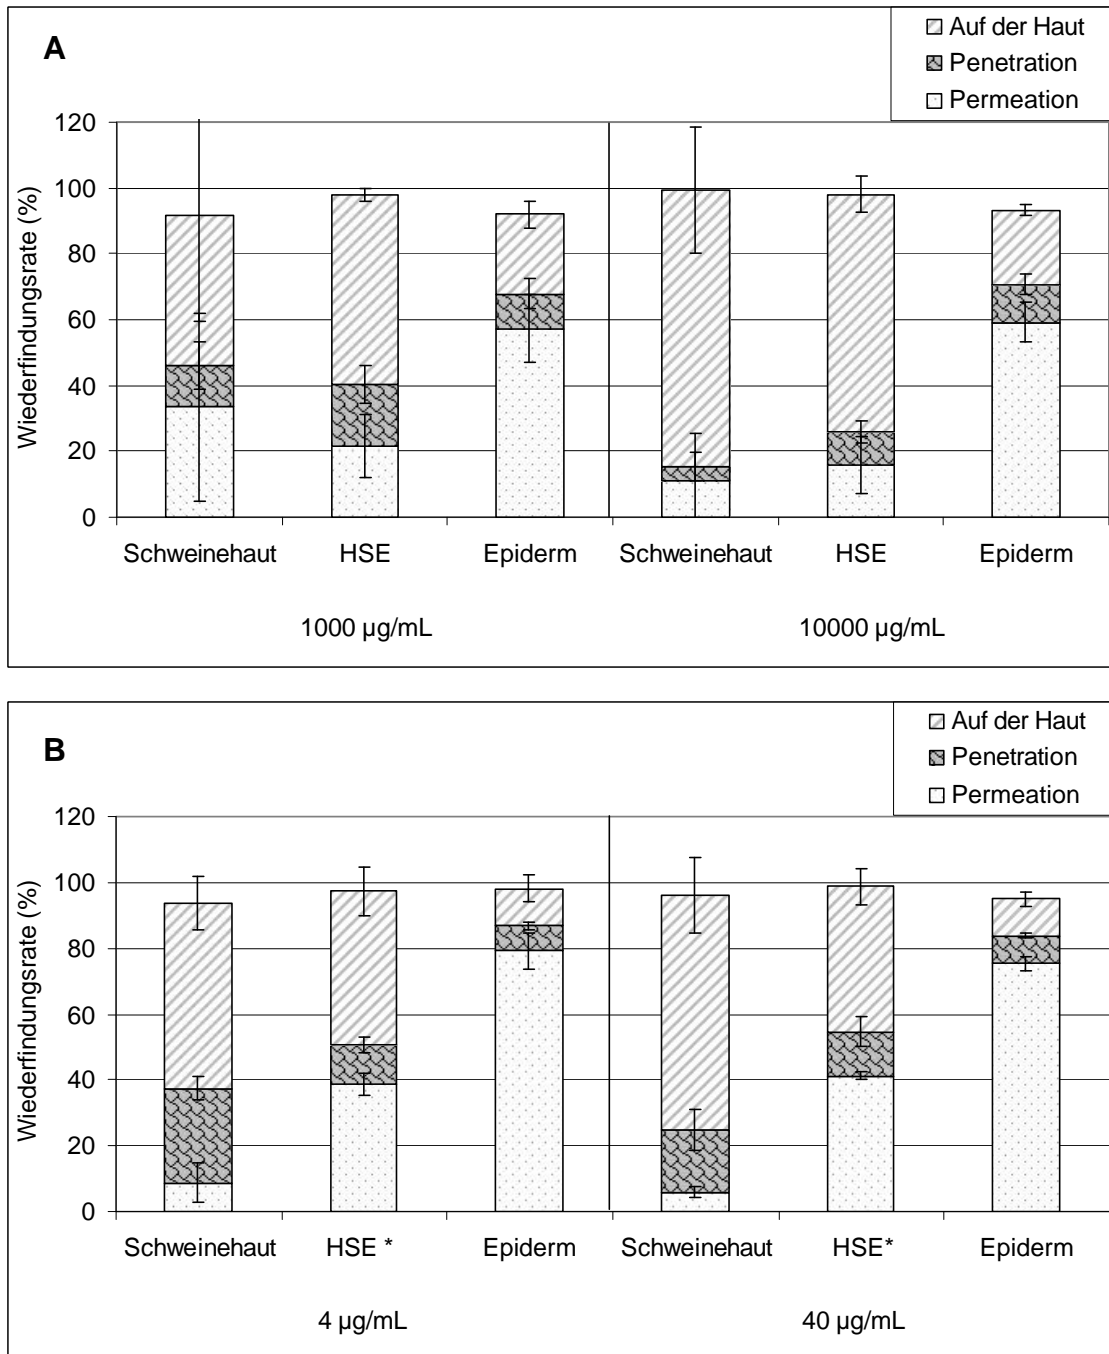 A
Auf der Haut
Penetration
Permeation
Wiederfindungsrate (%)
120
100
80
60
40
20
0
Schweinehaut HSE Epiderm Schweinehaut HSE Epiderm
1000 µg/mL 10000 µg/mL
B
Auf der Haut
Penetration
Permeation
Wiederfindungsrate (%)
120
100
80
60
40
20
0
Schweinehaut HSE * Epiderm Schweinehaut HSE* Epiderm
4 µg/mL 40 µg/mL